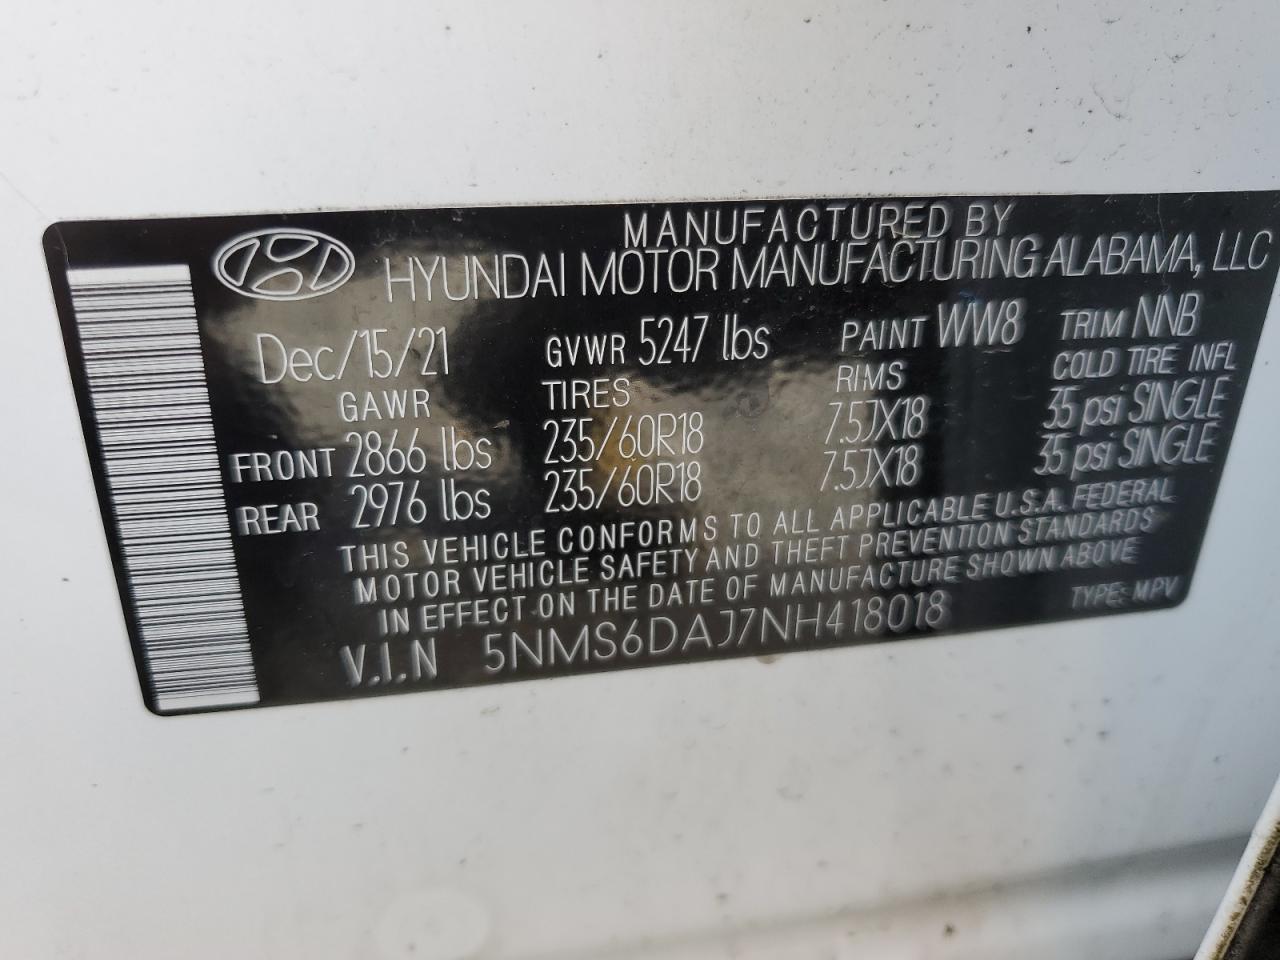 MANUFACTURED BY
HYUNDAI MOTOR MANUFACTURING ALABAMA, LLC
Dec/15/21 GVWR 5247 lbs PAINT WW8 TRIM NNB
GAWR TIRES RIMS COLD TIRE INFL
FRONT 2866 lbs 235/60R18 7.5JX18 35 psi SINGLE
REAR 2976 lbs 235/60R18 7.5JX18 35 psi SINGLE
THIS VEHICLE CONFORMS TO ALL APPLICABLE U.S.A. FEDERAL
MOTOR VEHICLE SAFETY AND THEFT PREVENTION STANDARDS
IN EFFECT ON THE DATE OF MANUFACTURE SHOWN ABOVE
V.I.N 5NMS6DAJ7NH418018 TYPE: MPV